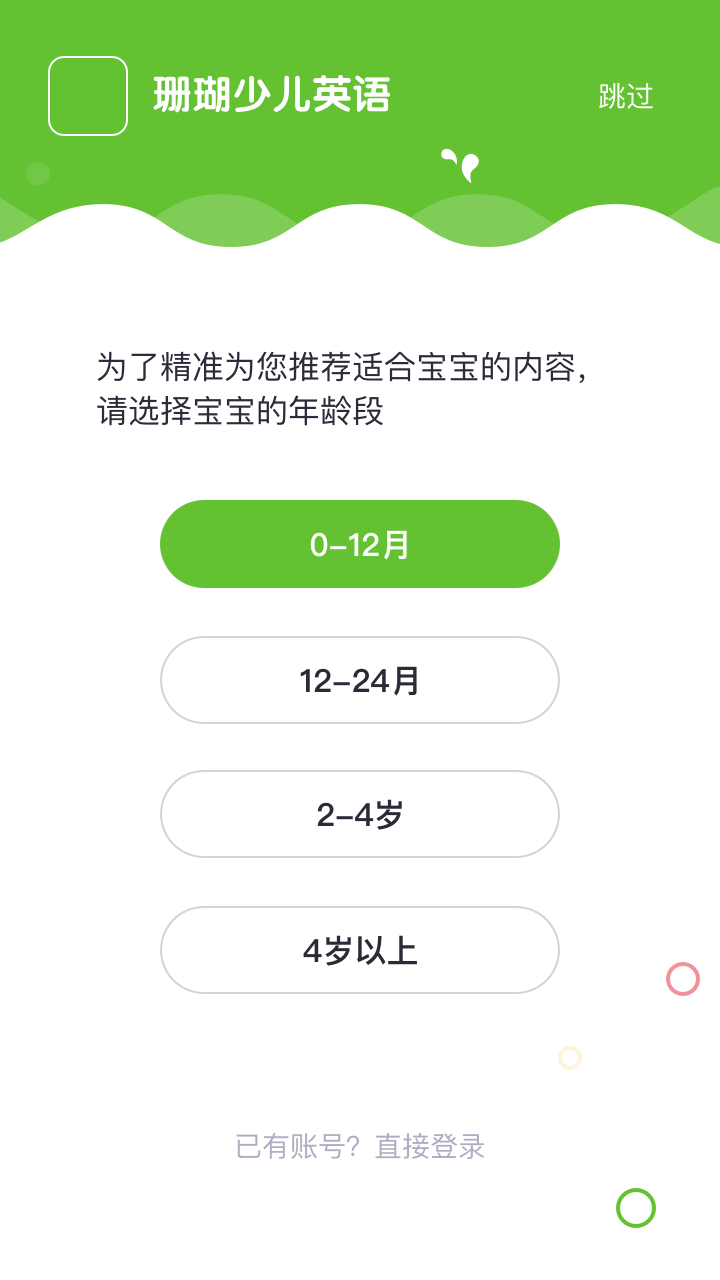 珊瑚少儿英语
跳过
为了精准为您推荐适合宝宝的内容，
请选择宝宝的年龄段
0-12月
12-24月
2-4岁
4岁以上
已有账号？直接登录